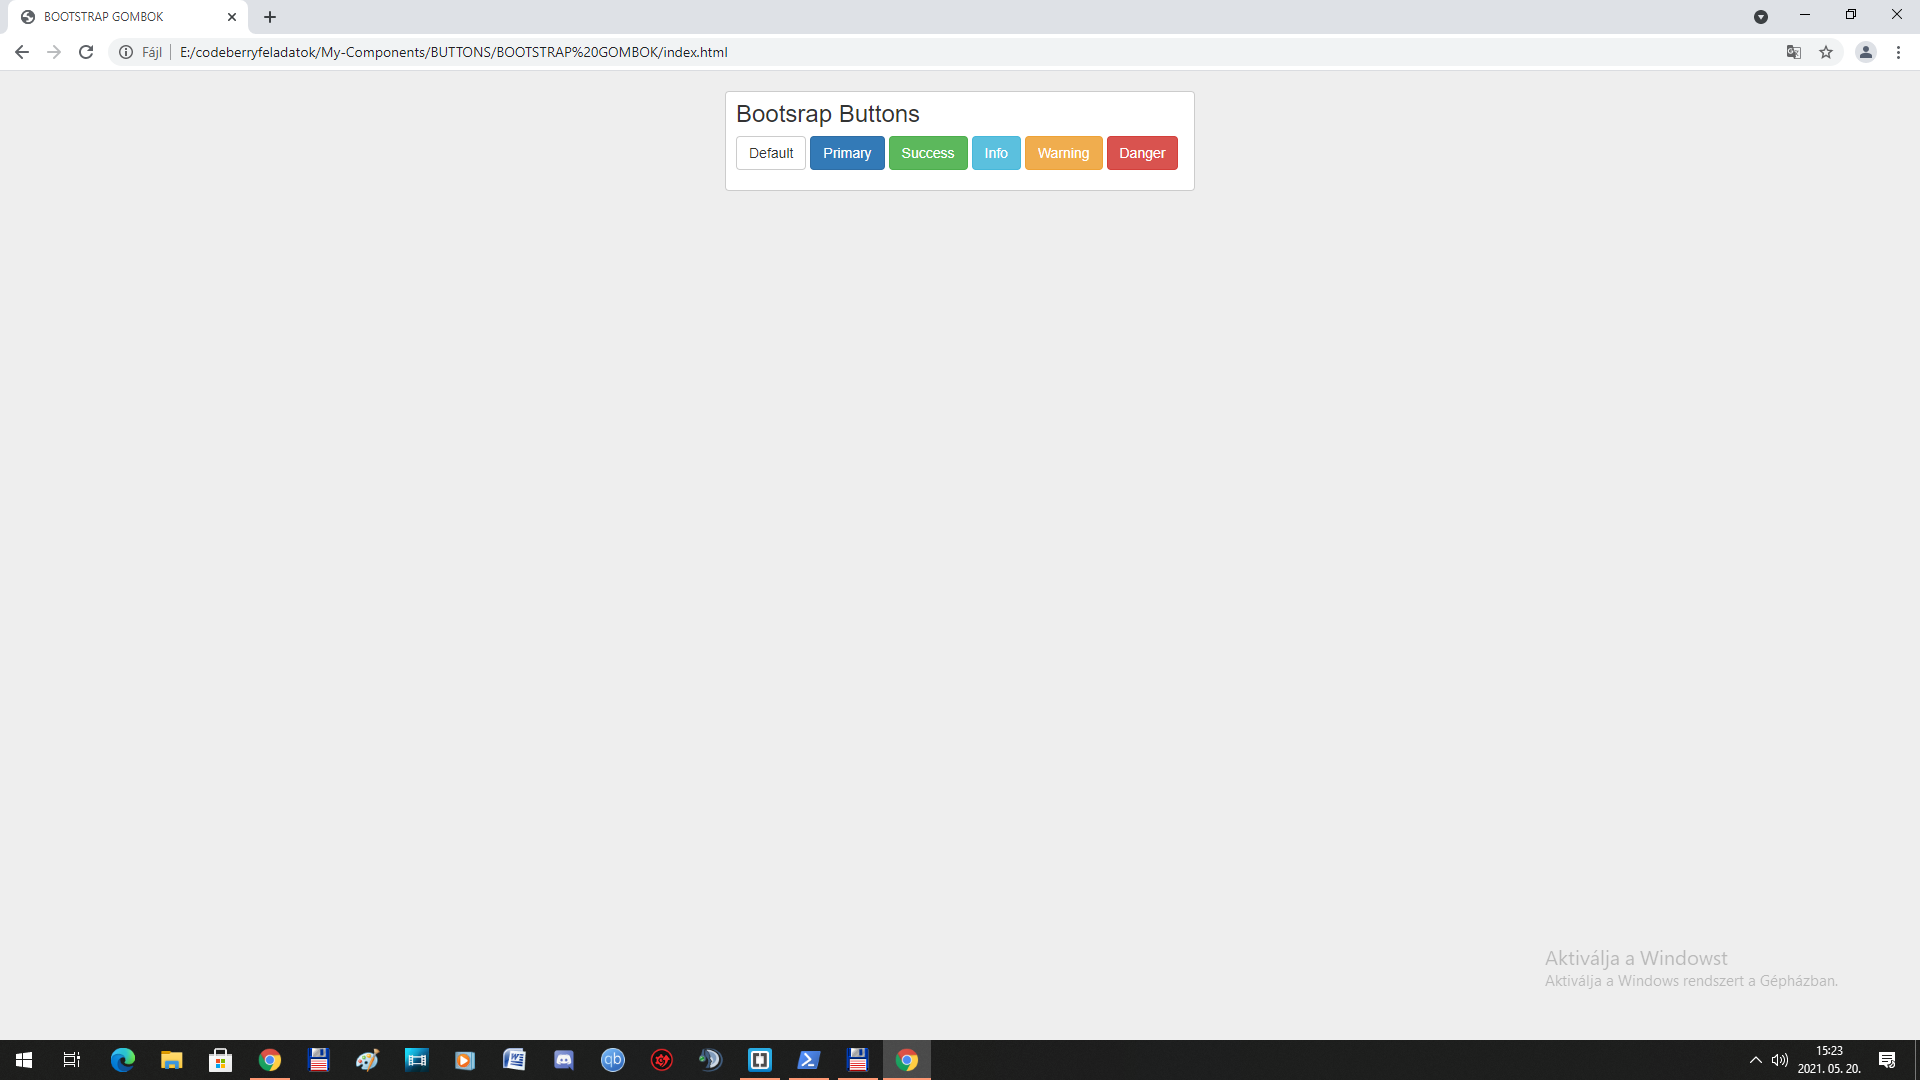 BOOTSTRAP GOMBOK
Fájl
E:/codeberryfeladatok/My-Components/BUTTONS/BOOTSTRAP%20GOMBOK/index.html
Bootsrap Buttons
Default Primary Success Info Warning Danger
Aktiválja a Windowst
Aktiválja a Windows rendszert a Gépházban.
qb
15:23
2021. 05. 20.